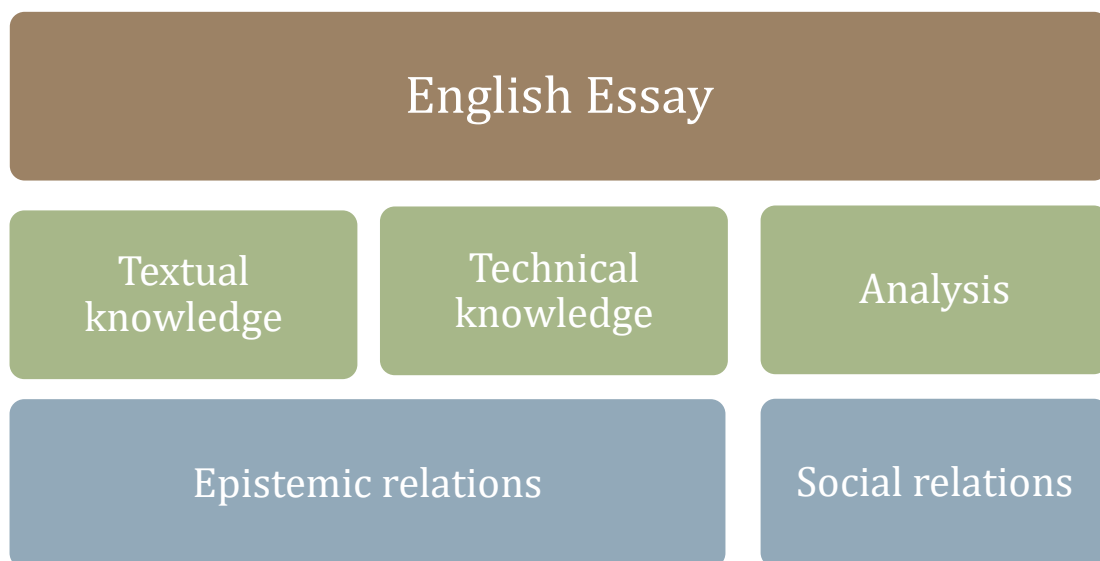 English Essay
Textual
knowledge
Technical
knowledge
Analysis
Epistemic relations
Social relations